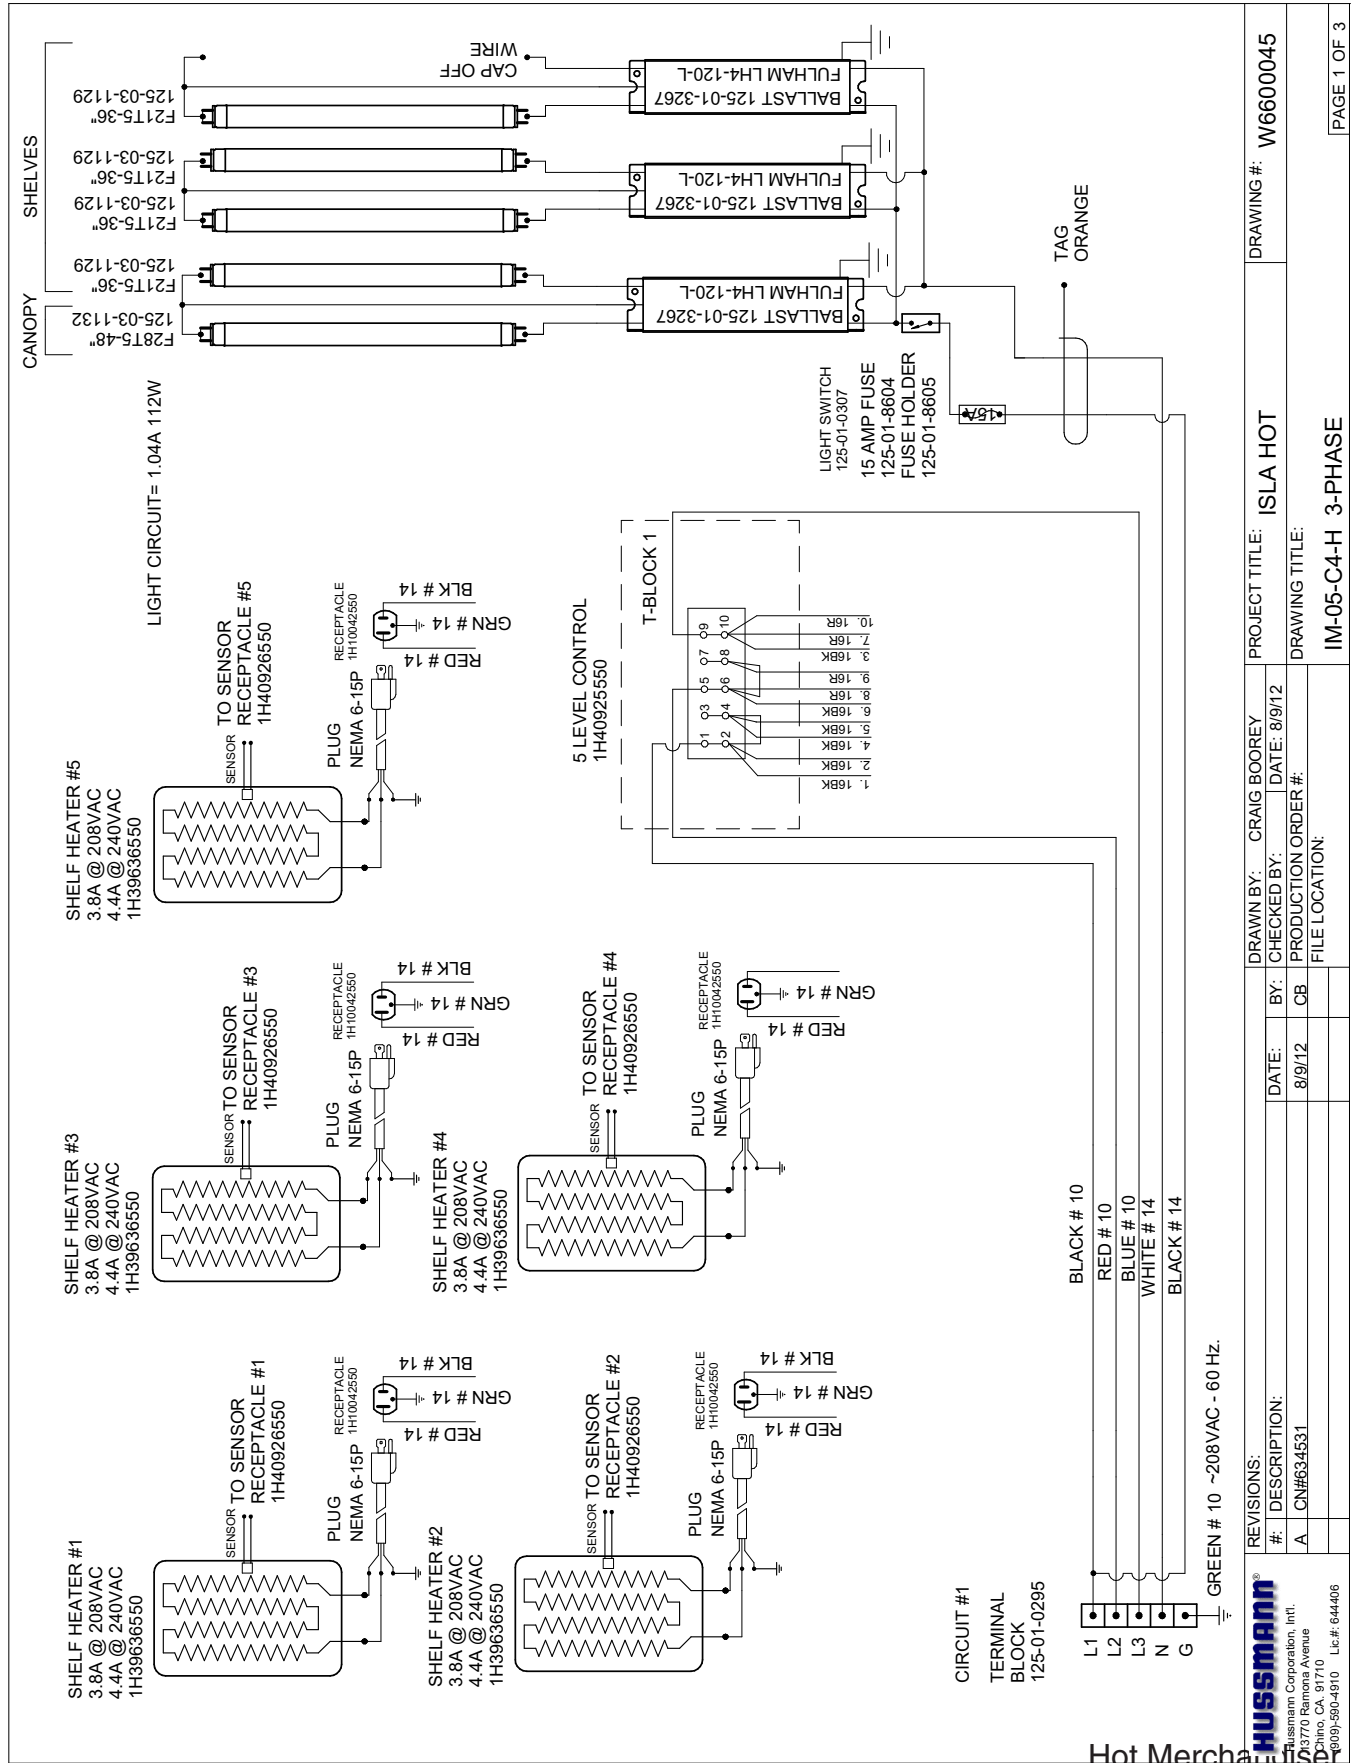 SHELF HEATER #1
3.8A @ 208VAC
4.4A @ 240VAC
1H39636550
SENSOR
TO SENSOR
RECEPTACLE #1
1H40926550
PLUG
NEMA 6-15P
RECEPTACLE
1H10042550
RED # 14
GRN # 14
BLK # 14
SHELF HEATER #2
3.8A @ 208VAC
4.4A @ 240VAC
1H39636550
SENSOR
TO SENSOR
RECEPTACLE #2
1H40926550
PLUG
NEMA 6-15P
RECEPTACLE
1H10042550
RED # 14
GRN # 14
BLK # 14
SHELF HEATER #3
3.8A @ 208VAC
4.4A @ 240VAC
1H39636550
SENSOR
TO SENSOR
RECEPTACLE #3
1H40926550
PLUG
NEMA 6-15P
RECEPTACLE
1H10042550
RED # 14
GRN # 14
BLK # 14
SHELF HEATER #4
3.8A @ 208VAC
4.4A @ 240VAC
1H39636550
SENSOR
TO SENSOR
RECEPTACLE #4
1H40926550
PLUG
NEMA 6-15P
RECEPTACLE
1H10042550
RED # 14
GRN # 14
SHELF HEATER #5
3.8A @ 208VAC
4.4A @ 240VAC
1H39636550
SENSOR
TO SENSOR
RECEPTACLE #5
1H40926550
PLUG
NEMA 6-15P
RECEPTACLE
1H10042550
RED # 14
GRN # 14
BLK # 14
LIGHT CIRCUIT= 1.04A 112W
CANOPY
SHELVES
F28T5-48"
125-03-1132
F21T5-36"
125-03-1129
F21T5-36"
125-03-1129
F21T5-36"
125-03-1129
F21T5-36"
125-03-1129
CAP OFF
WIRE
BALLAST 125-01-3267
FULHAM LH4-120-L
BALLAST 125-01-3267
FULHAM LH4-120-L
BALLAST 125-01-3267
FULHAM LH4-120-L
LIGHT SWITCH
125-01-0307
15 AMP FUSE
125-01-8604
FUSE HOLDER
125-01-8605
15A
TAG
ORANGE
5 LEVEL CONTROL
1H40925550
T-BLOCK 1
1
3
5
7
9
2
4
6
8
10
1. 16BK
2. 16BK
4. 16BK
5. 16BK
6. 16BK
8. 16R
9. 16R
3. 16BK
7. 16R
10. 16R
CIRCUIT #1
TERMINAL
BLOCK
125-01-0295
L1
L2
L3
N
G
BLACK # 10
RED # 10
BLUE # 10
WHITE # 14
BLACK # 14
GREEN # 10 ~208VAC - 60 Hz.
HUSSMANN®
Hussmann Corporation, Int'l.
13770 Ramona Avenue
Chino, CA. 91710
(909)-590-4910 Lic.#: 644406
REVISIONS:
#: DESCRIPTION: DATE: BY:
A CN#634531 8/9/12 CB
DRAWN BY: CRAIG BOOREY
CHECKED BY: DATE: 8/9/12
PRODUCTION ORDER #:
FILE LOCATION:
PROJECT TITLE: ISLA HOT
DRAWING TITLE:
IM-05-C4-H 3-PHASE
DRAWING #: W6600045
PAGE 1 OF 3